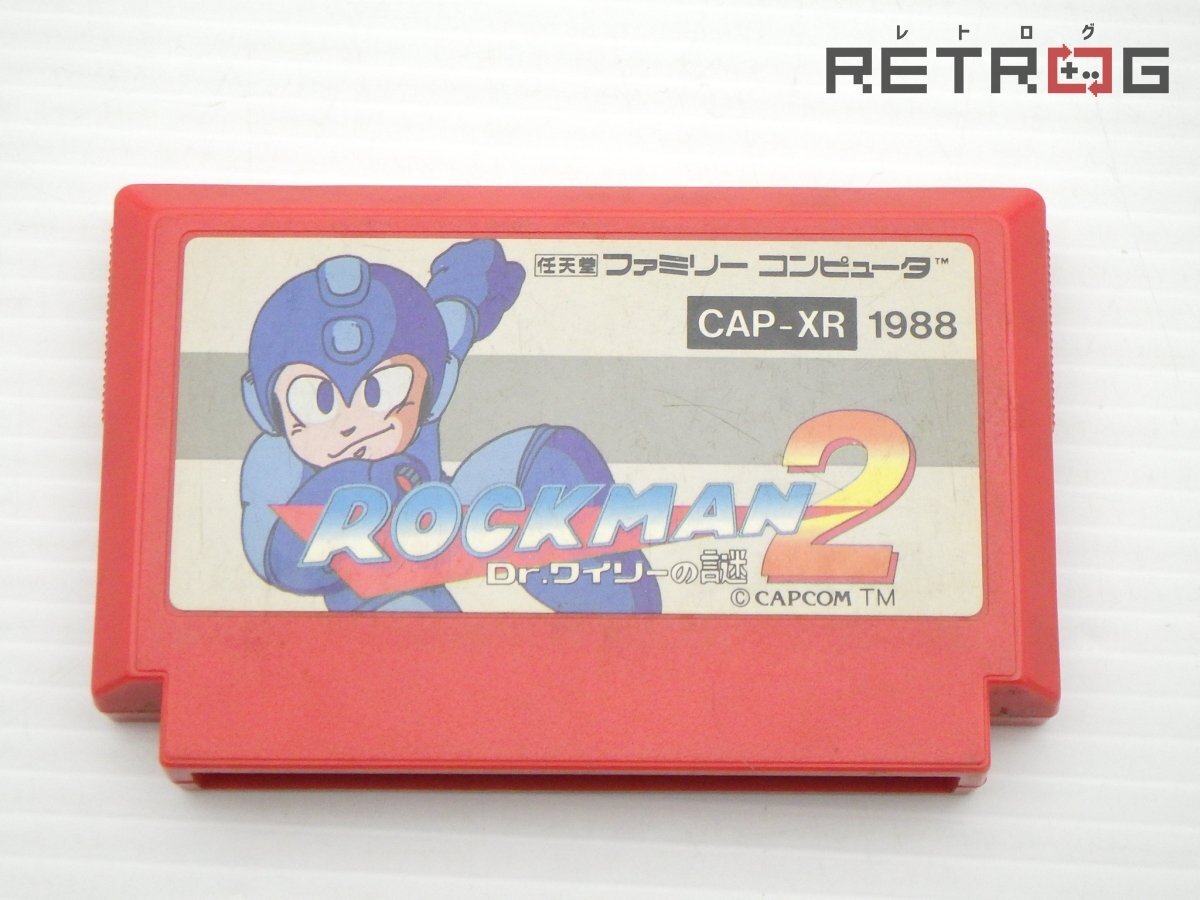 レトログ
RETROG
任天堂 ファミリー コンピュータ™
CAP-XR 1988
ROCKMAN 2
Dr.ワイリーの謎
© CAPCOM TM